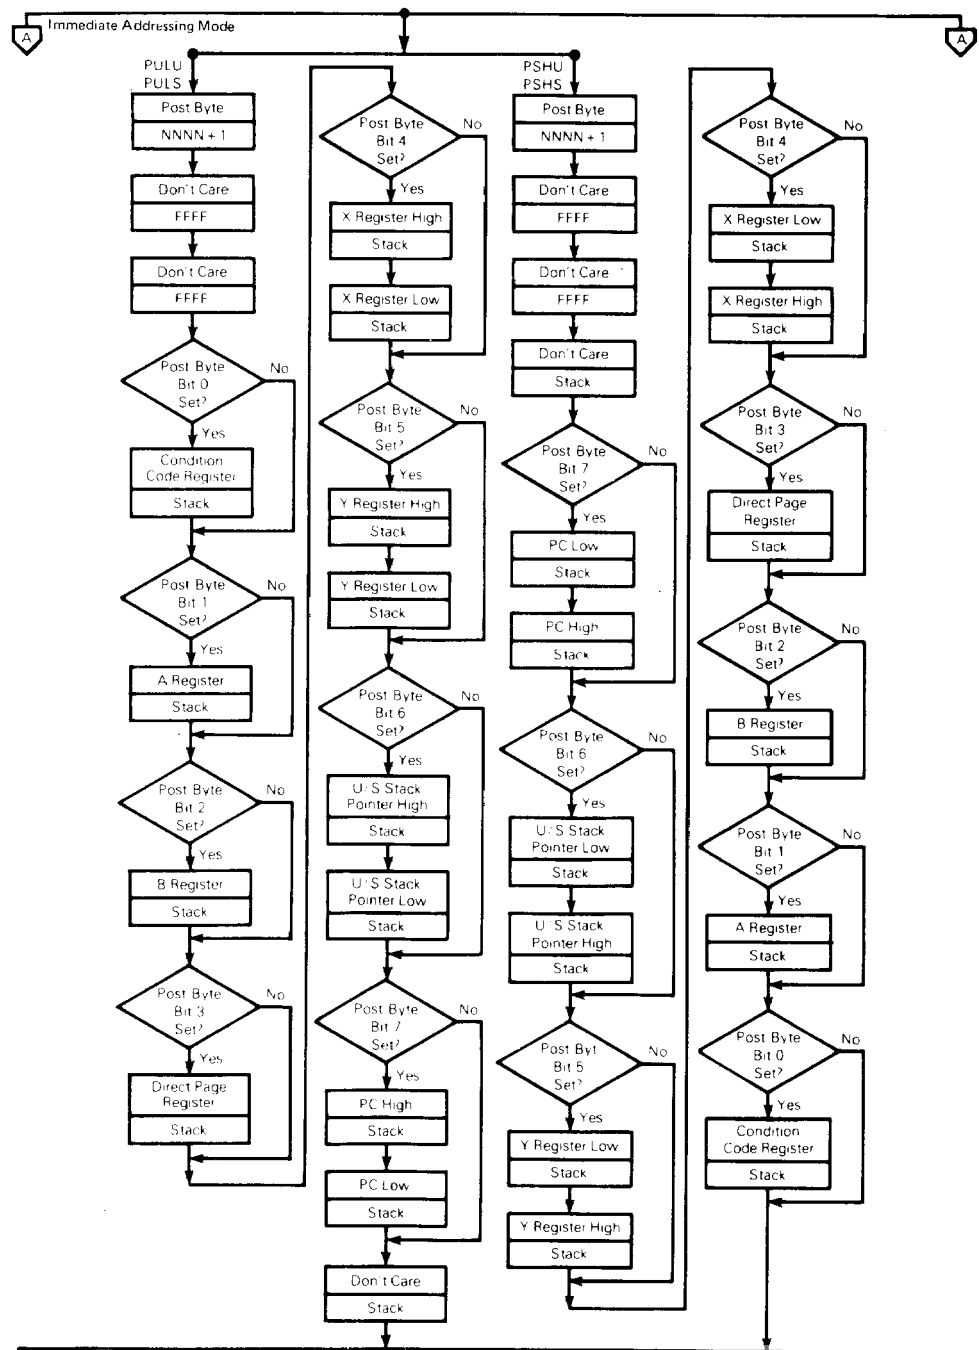 A
Immediate Addressing Mode
A
PULU
PULS
Post Byte
NNNN + 1
Don't Care
FFFF
Don't Care
FFFF
Post Byte
Bit 0
Set?
No
Yes
Condition
Code Register
Stack
Post Byte
Bit 1
Set?
No
Yes
A Register
Stack
Post Byte
Bit 2
Set?
No
Yes
B Register
Stack
Post Byte
Bit 3
Set?
No
Yes
Direct Page
Register
Stack
Post Byte
Bit 4
Set?
No
Yes
X Register High
Stack
X Register Low
Stack
Post Byte
Bit 5
Set?
No
Yes
Y Register High
Stack
Y Register Low
Stack
Post Byte
Bit 6
Set?
No
Yes
U/S Stack
Pointer High
Stack
U/S Stack
Pointer Low
Stack
Post Byte
Bit 7
Set?
No
Yes
PC High
Stack
PC Low
Stack
Don't Care
Stack
PSHU
PSHS
Post Byte
NNNN + 1
Don't Care
FFFF
Don't Care
FFFF
Don't Care
Stack
Post Byte
Bit 7
Set?
No
Yes
PC Low
Stack
PC High
Stack
Post Byte
Bit 6
Set?
No
Yes
U/S Stack
Pointer Low
Stack
U/S Stack
Pointer High
Stack
Post Byt
Bit 5
Set?
No
Yes
Y Register Low
Stack
Y Register High
Stack
Post Byte
Bit 4
Set?
No
Yes
X Register Low
Stack
X Register High
Stack
Post Byte
Bit 3
Set?
No
Yes
Direct Page
Register
Stack
Post Byte
Bit 2
Set?
No
Yes
B Register
Stack
Post Byte
Bit 1
Set?
No
Yes
A Register
Stack
Post Byte
Bit 0
Set?
No
Yes
Condition
Code Register
Stack